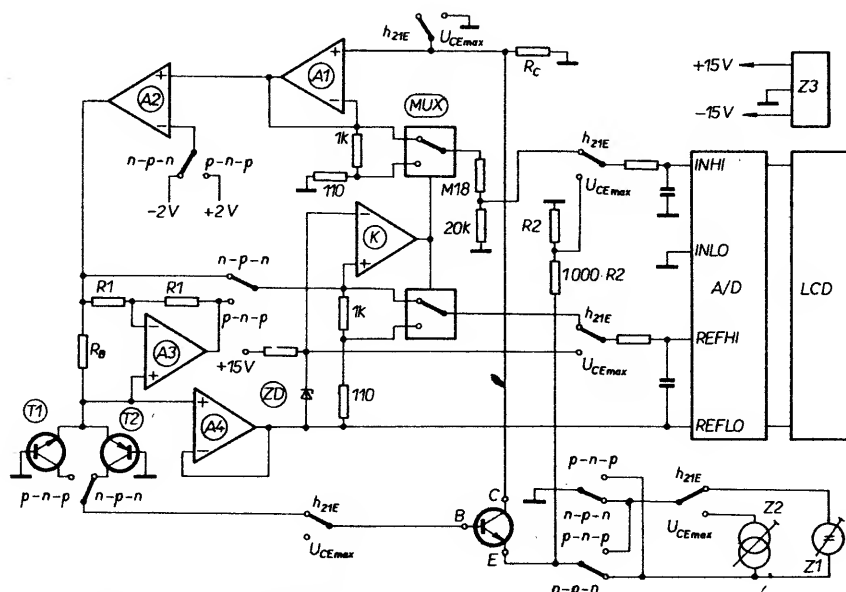 h21E
UCEmax
RC
+15V
-15V
Z3
A1
A2
MUX
1k
110
M18
20k
n-p-n
p-n-p
-2V
+2V
h21E
UCEmax
INHI
R2
K
1000·R2
INLO
A/D
LCD
n-p-n
p-n-p
R1
R1
1k
h21E
UCEmax
REFHI
A3
RB
+15V
ZD
110
T1
T2
A4
REFLO
p-n-p
n-p-n
h21E
UCEmax
B
C
E
p-n-p
n-p-n
p-n-p
h21E
UCEmax
Z2
Z1